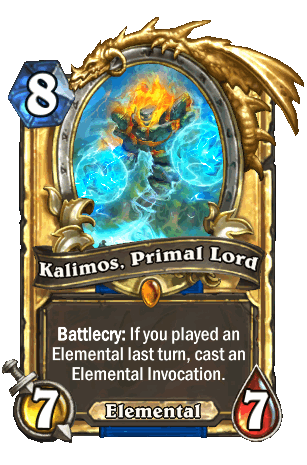 8
Kalimos, Primal Lord
Battlecry: If you played an
Elemental last turn, cast an
Elemental Invocation.
7
Elemental
7